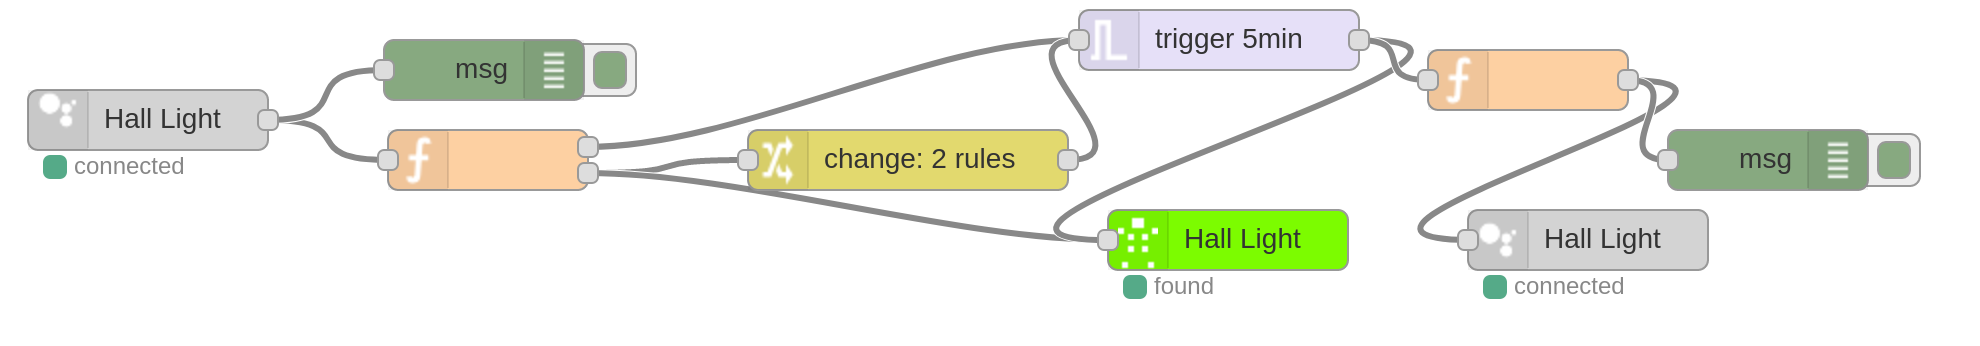 Hall Light
connected
msg
change: 2 rules
trigger 5min
Hall Light
found
msg
Hall Light
connected